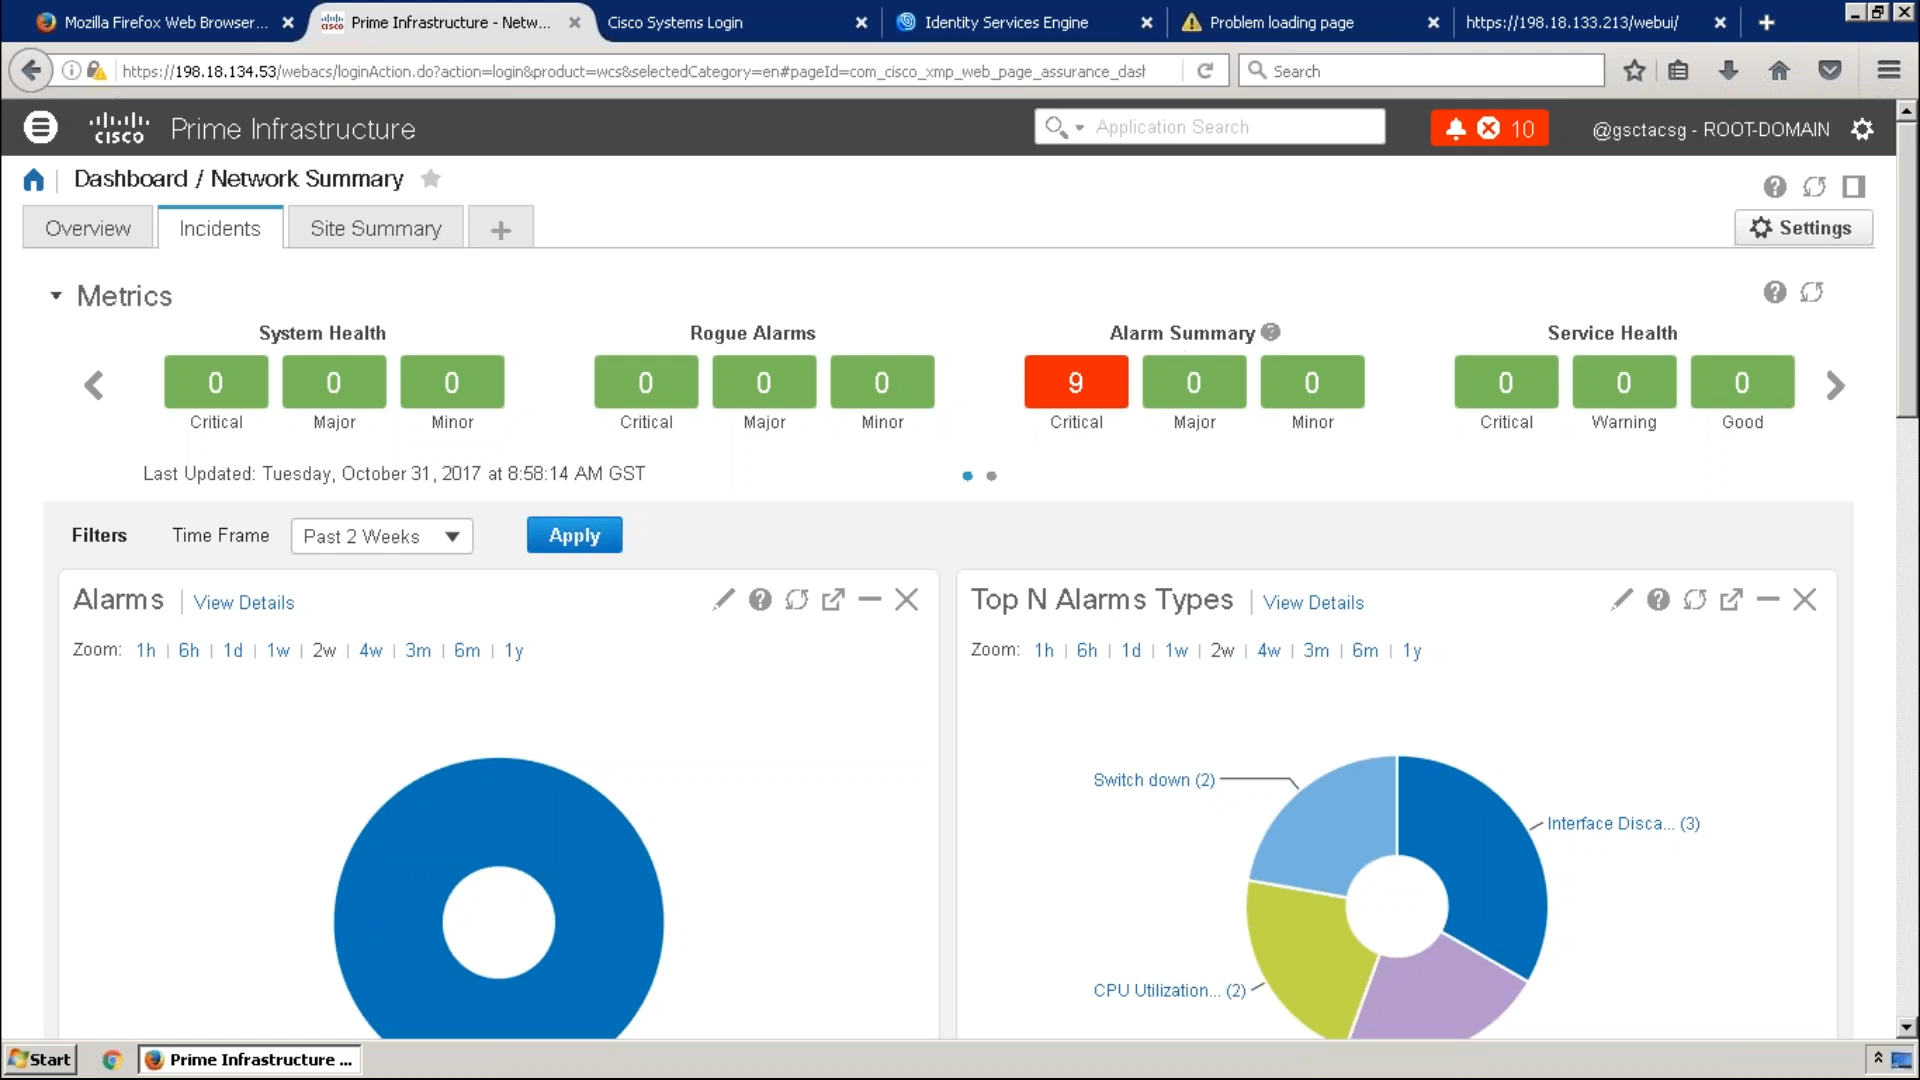 Mozilla Firefox Web Browser...
Prime Infrastructure - Netw...
Cisco Systems Login
Identity Services Engine
Problem loading page
https://198.18.133.213/webui/
https://198.18.134.53/webacs/loginAction.do?action=login&product=wcs&selectedCategory=en#pageId=com_cisco_xmp_web_page_assurance_dash
Search
CISCO
Prime Infrastructure
Application Search
10
@gsctacsg - ROOT-DOMAIN
Dashboard / Network Summary
Overview
Incidents
Site Summary
Settings
Metrics
System Health
Rogue Alarms
Alarm Summary
Service Health
0 0 0 0 0 0 9 0 0 0 0 0
Critical Major Minor Critical Major Minor Critical Major Minor Critical Warning Good
Last Updated: Tuesday, October 31, 2017 at 8:58:14 AM GST
Filters Time Frame Past 2 Weeks Apply
Alarms | View Details
Zoom: 1h | 6h | 1d | 1w | 2w | 4w | 3m | 6m | 1y
Top N Alarms Types | View Details
Zoom: 1h | 6h | 1d | 1w | 2w | 4w | 3m | 6m | 1y
Switch down (2)
Interface Disca... (3)
CPU Utilization... (2)
Start
Prime Infrastructure ...